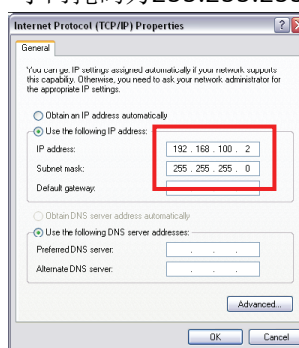 Internet Protocol (TCP/IP) Properties
General
You can get IP settings assigned automatically if your network supports
this capability. Otherwise, you need to ask your network administrator for
the appropriate IP settings.
Obtain an IP address automatically
Use the following IP address:
IP address: 192 . 168 . 100 . 2
Subnet mask: 255 . 255 . 255 . 0
Default gateway:
Obtain DNS server address automatically
Use the following DNS server addresses:
Preferred DNS server:
Alternate DNS server:
Advanced...
OK Cancel